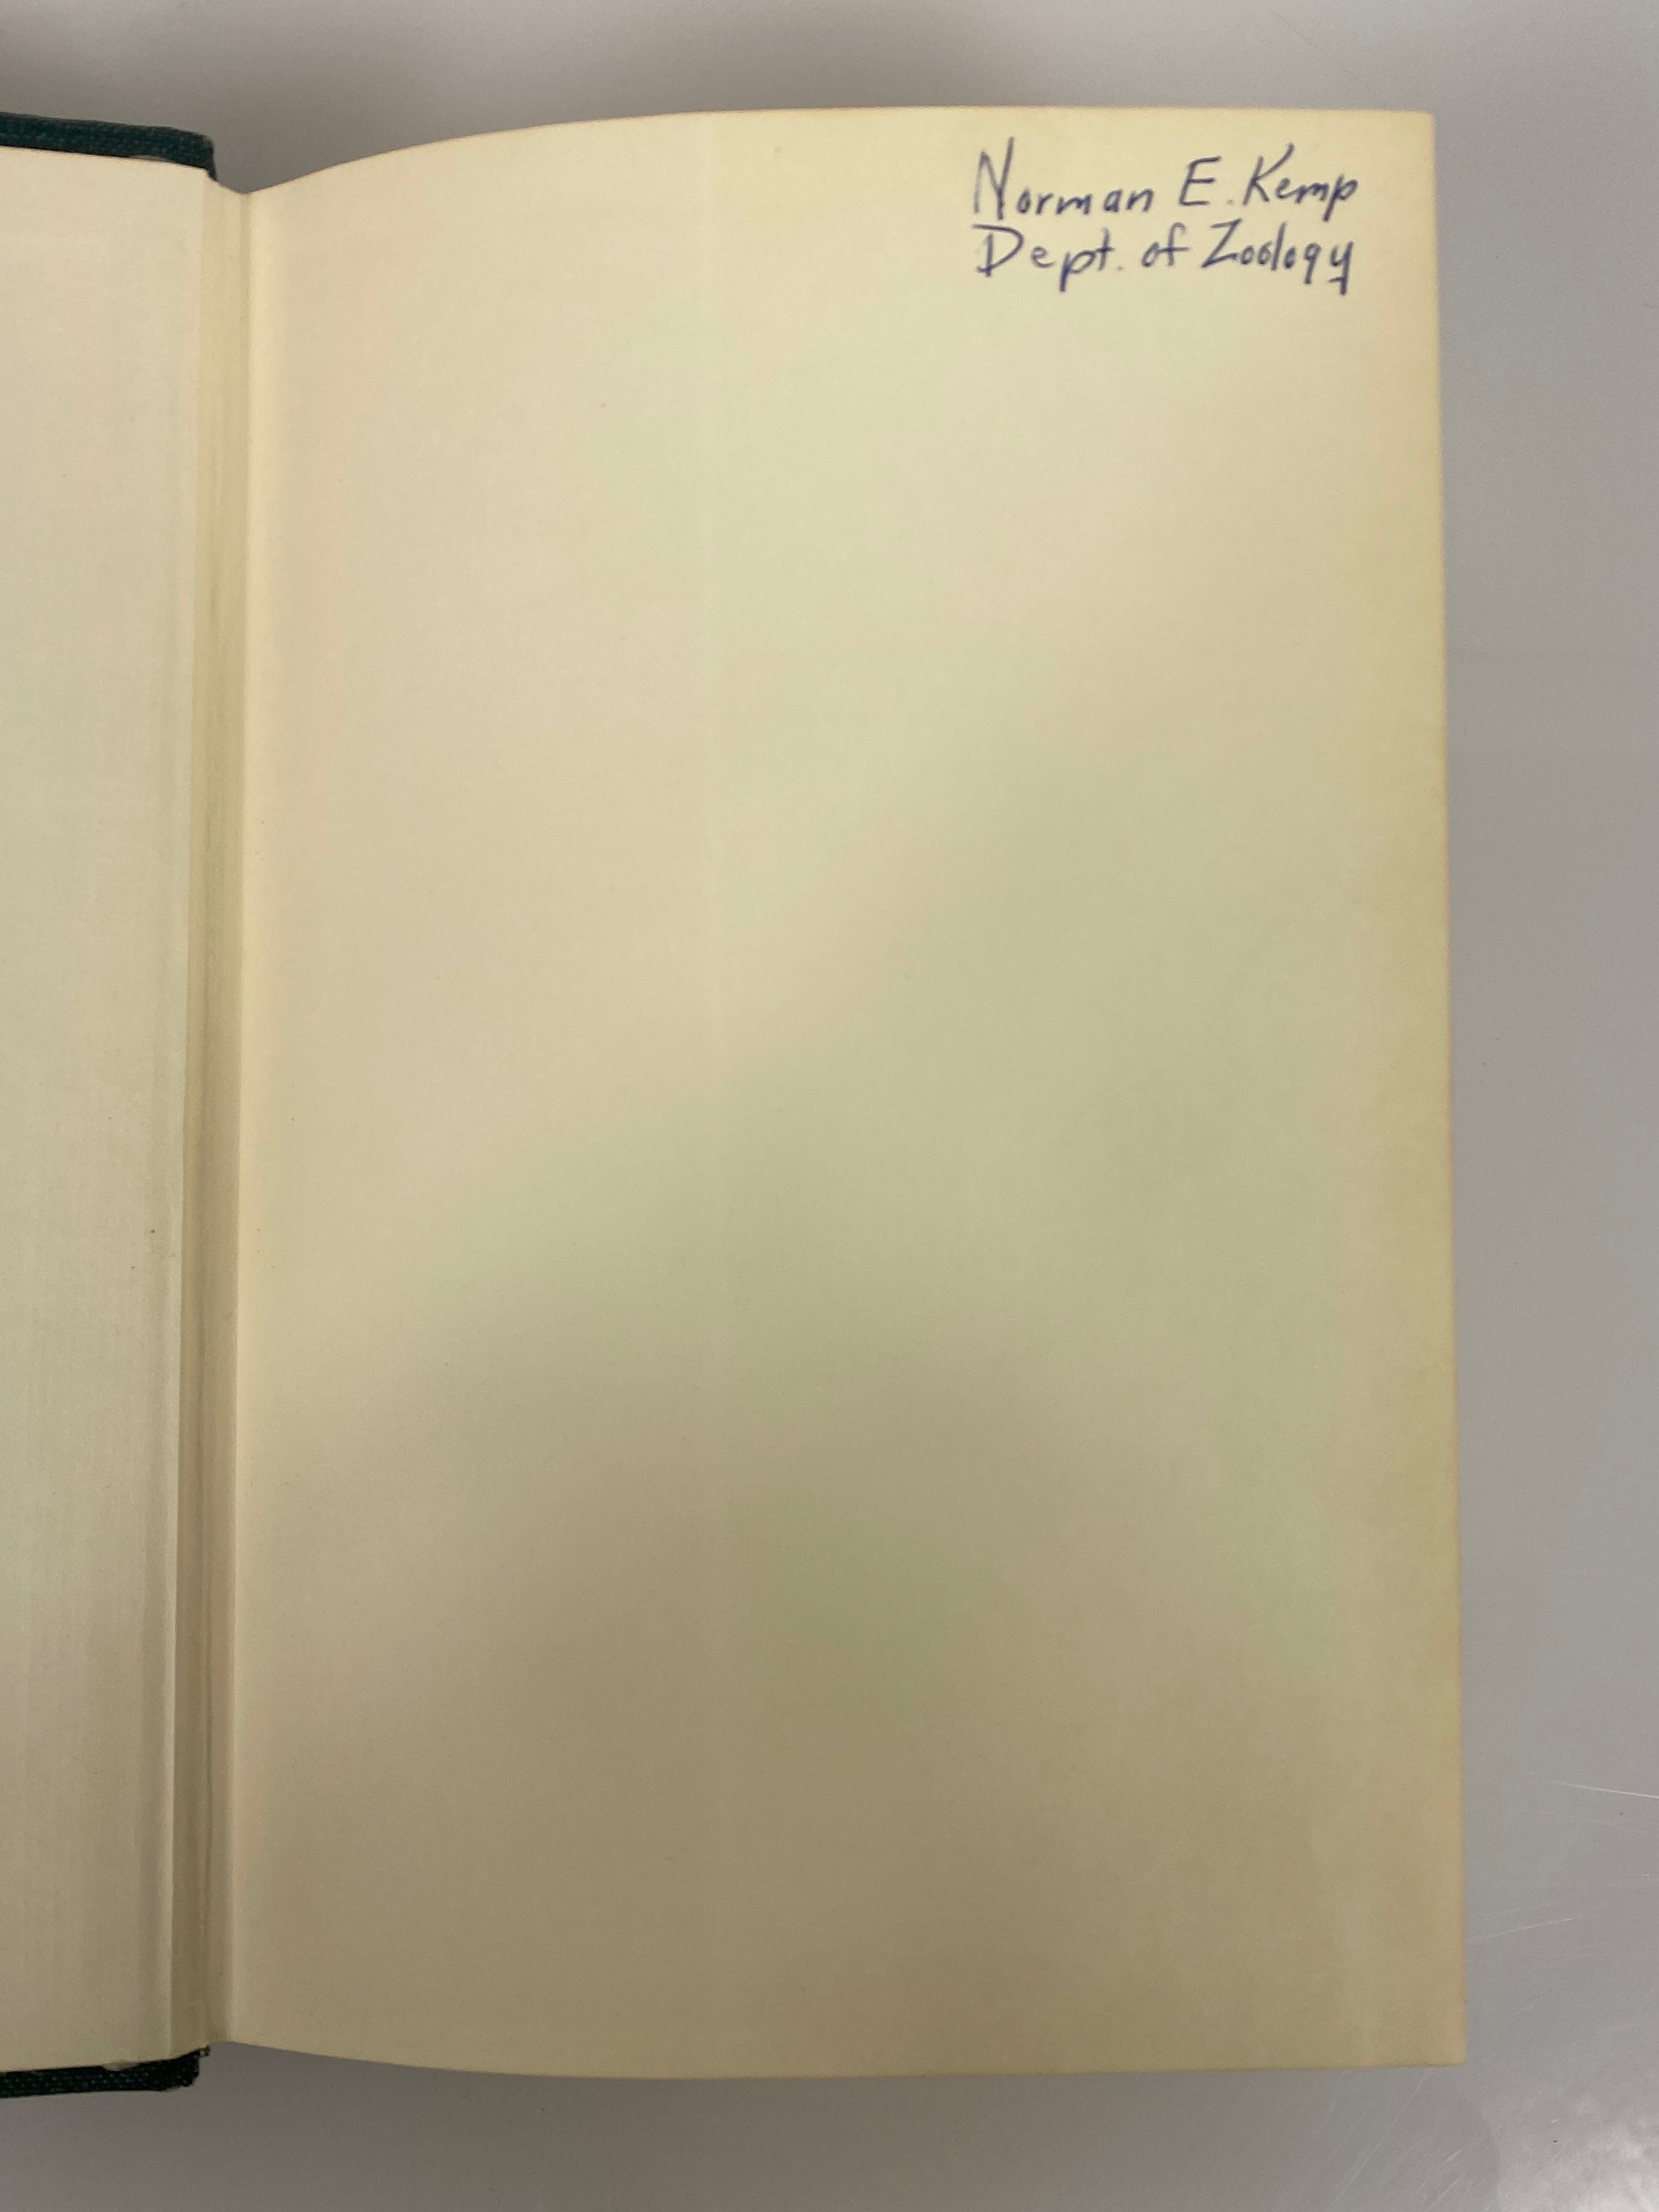 Norman E. Kemp
Dept. of Zoology